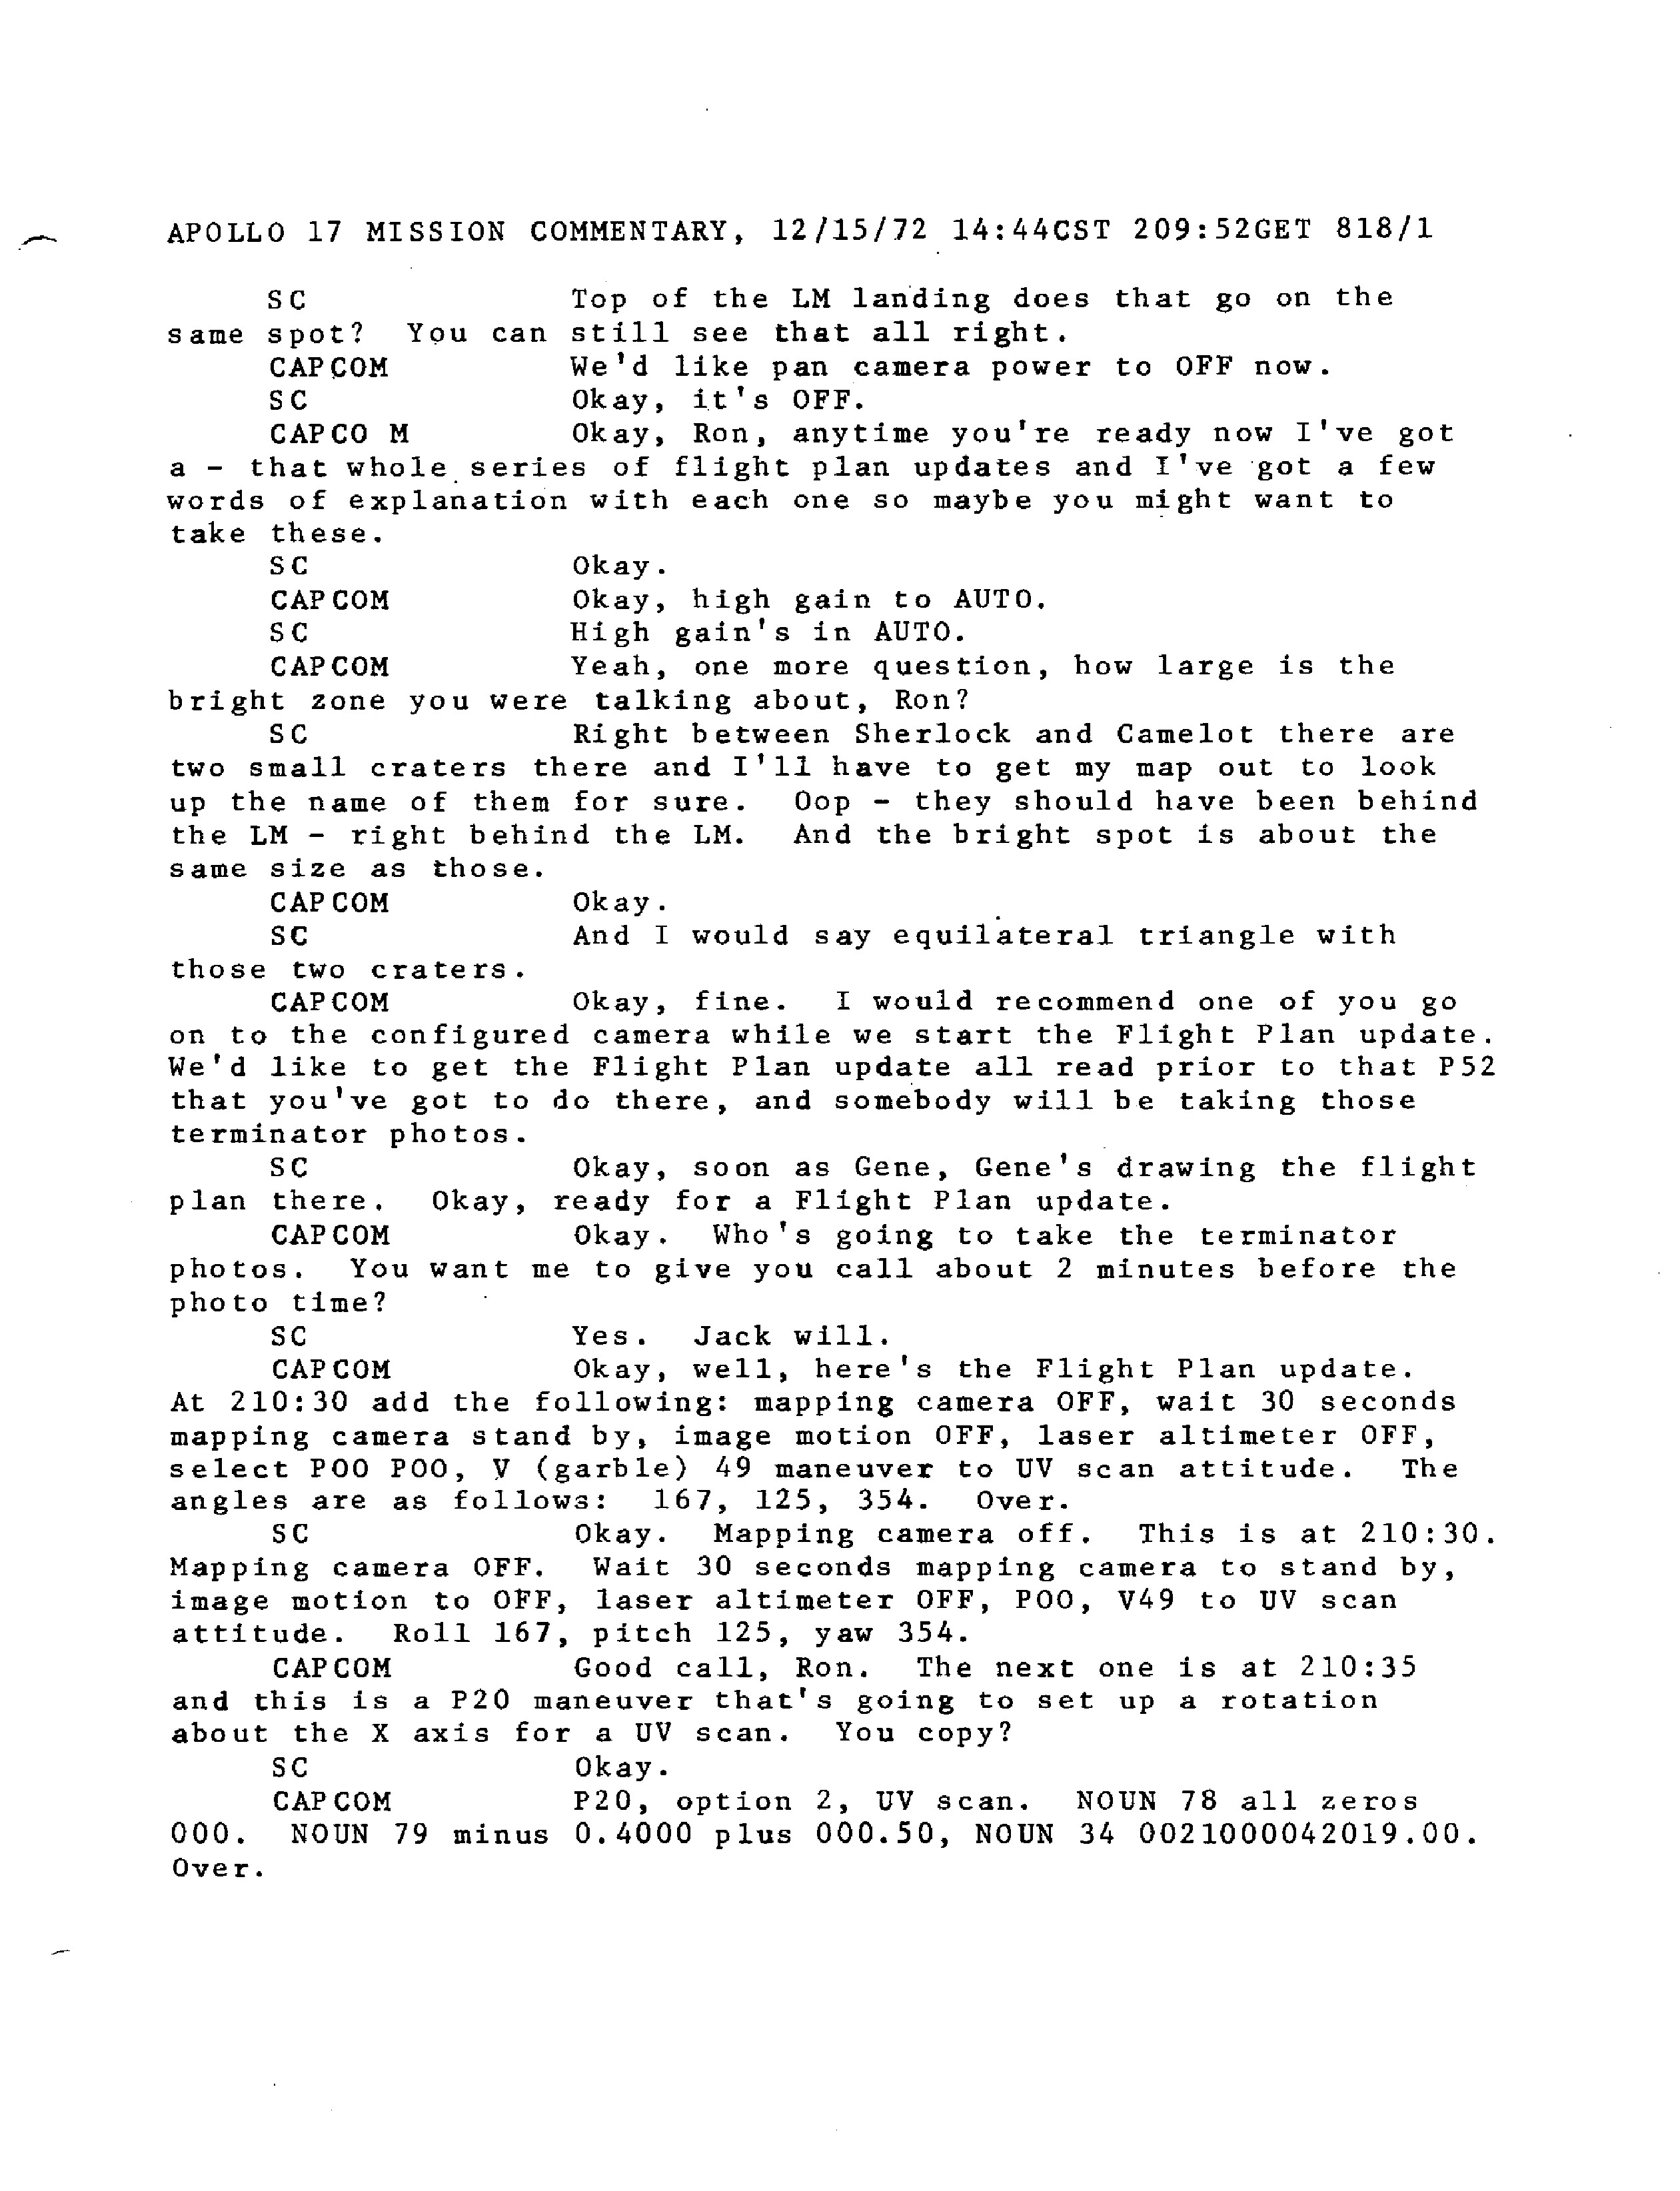 APOLLO 17 MISSION COMMENTARY, 12/15/72 14:44CST 209:52GET 818/1
SC Top of the LM landing does that go on the
same spot? You can still see that all right.
CAPCOM We'd like pan camera power to OFF now.
SC Okay, it's OFF.
CAPCO M Okay, Ron, anytime you're ready now I've got
a - that whole series of flight plan updates and I've got a few
words of explanation with each one so maybe you might want to
take these.
SC Okay.
CAPCOM Okay, high gain to AUTO.
SC High gain's in AUTO.
CAPCOM Yeah, one more question, how large is the
bright zone you were talking about, Ron?
SC Right between Sherlock and Camelot there are
two small craters there and I'll have to get my map out to look
up the name of them for sure. Oop - they should have been behind
the LM - right behind the LM. And the bright spot is about the
same size as those.
CAPCOM Okay.
SC And I would say equilateral triangle with
those two craters.
CAPCOM Okay, fine. I would recommend one of you go
on to the configured camera while we start the Flight Plan update.
We'd like to get the Flight Plan update all read prior to that P52
that you've got to do there, and somebody will be taking those
terminator photos.
SC Okay, soon as Gene, Gene's drawing the flight
plan there. Okay, ready for a Flight Plan update.
CAPCOM Okay. Who's going to take the terminator
photos. You want me to give you call about 2 minutes before the
photo time?
SC Yes. Jack will.
CAPCOM Okay, well, here's the Flight Plan update.
At 210:30 add the following: mapping camera OFF, wait 30 seconds
mapping camera stand by, image motion OFF, laser altimeter OFF,
select POO POO, V (garble) 49 maneuver to UV scan attitude. The
angles are as follows: 167, 125, 354. Over.
SC Okay. Mapping camera off. This is at 210:30.
Mapping camera OFF. Wait 30 seconds mapping camera to stand by,
image motion to OFF, laser altimeter OFF, POO, V49 to UV scan
attitude. Roll 167, pitch 125, yaw 354.
CAPCOM Good call, Ron. The next one is at 210:35
and this is a P20 maneuver that's going to set up a rotation
about the X axis for a UV scan. You copy?
SC Okay.
CAPCOM P20, option 2, UV scan. NOUN 78 all zeros
000. NOUN 79 minus 0.4000 plus 000.50, NOUN 34 0021000042019.00.
Over.